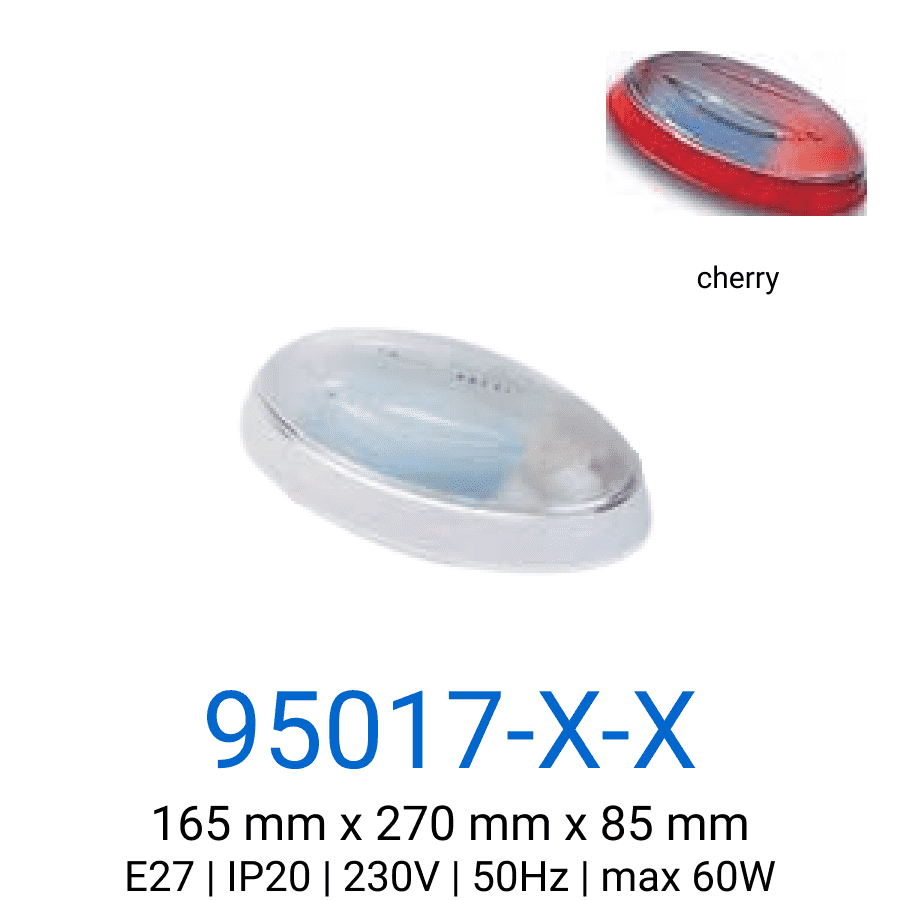 cherry
95017-X-X
165 mm x 270 mm x 85 mm
E27 | IP20 | 230V | 50Hz | max 60W